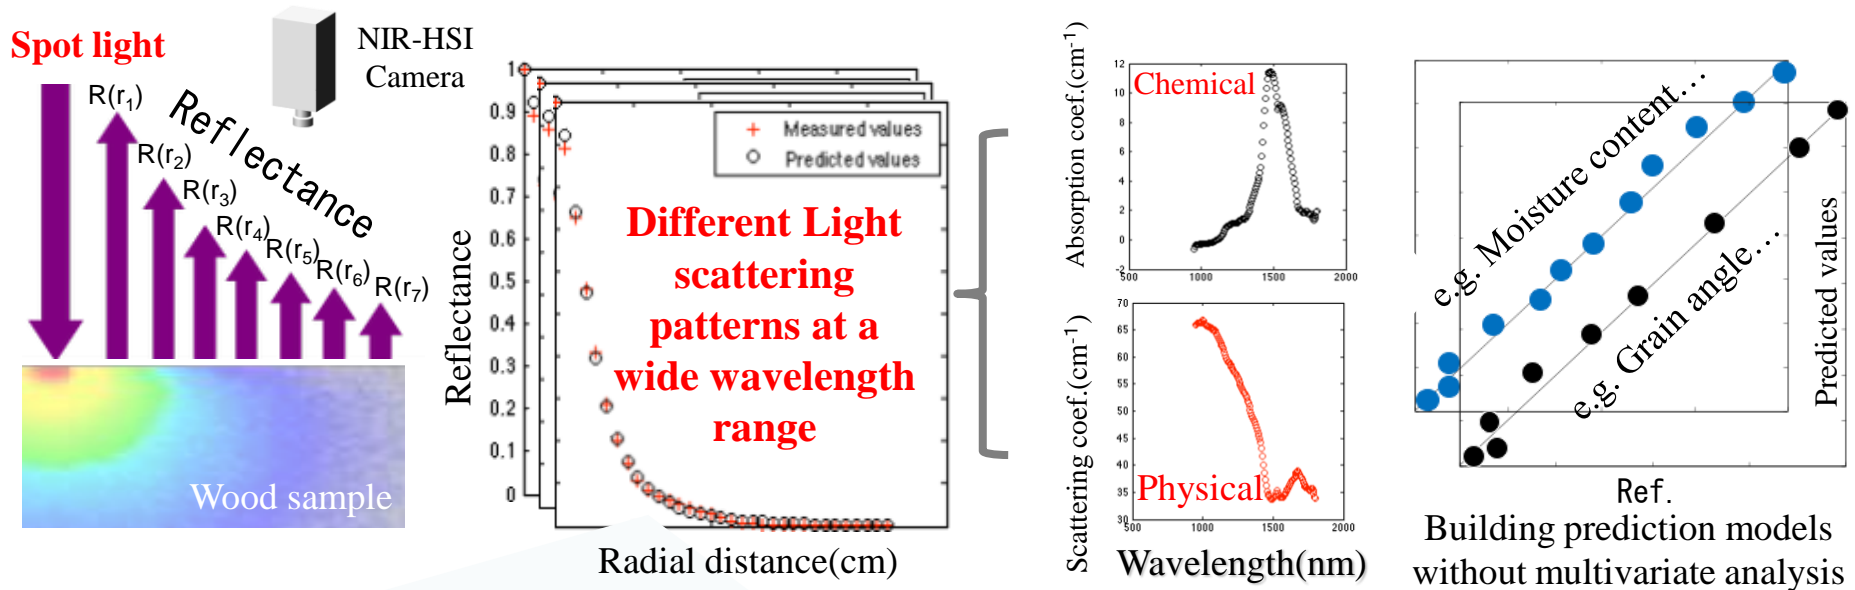 Spot light
NIR-HSI
Camera
R(r1)
R(r2)
R(r3)
R(r4)
R(r5)
R(r6)
R(r7)
Reflectance
Wood sample
Reflectance
1
0.9
0.8
0.7
0.6
0.5
0.4
0.3
0.2
0.1
0
Measured values
Predicted values
Different Light
scattering
patterns at a
wide wavelength
range
Radial distance(cm)
Absorption coef.(cm-1)
12
10
8
6
4
2
0
-2
500
1000
1500
2000
Chemical
Scattering coef.(cm-1)
70
65
60
55
50
45
40
35
30
500
1000
1500
2000
Physical
Wavelength(nm)
e.g. Moisture content…
e.g. Grain angle…
Predicted values
Ref.
Building prediction models
without multivariate analysis